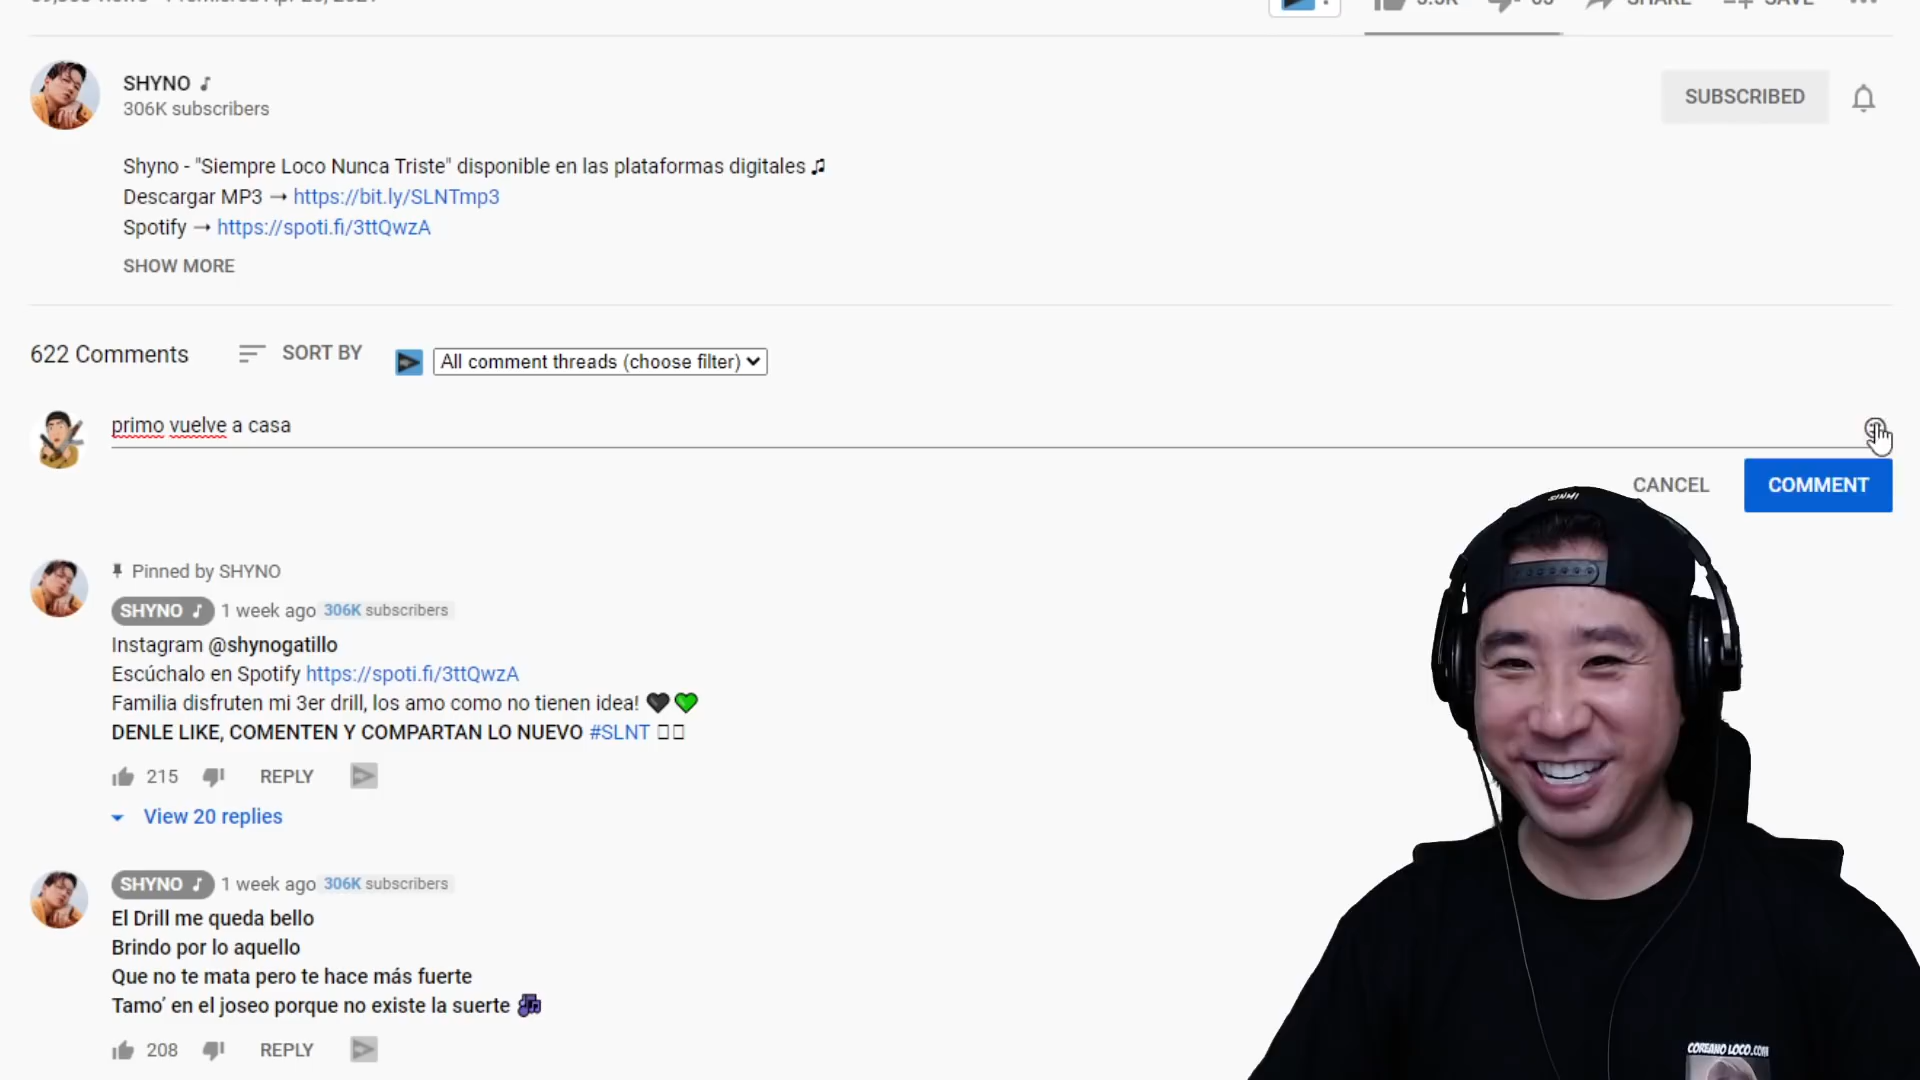 SHYNO ♪
306K subscribers
SUBSCRIBED
Shyno - "Siempre Loco Nunca Triste" disponible en las plataformas digitales ♫
Descargar MP3 → https://bit.ly/SLNTmp3
Spotify → https://spoti.fi/3ttQwzA
SHOW MORE
622 Comments
SORT BY
All comment threads (choose filter)
primo vuelve a casa
CANCEL
COMMENT
Pinned by SHYNO
SHYNO ♪ 1 week ago 306K subscribers
Instagram @shynogatillo
Escúchalo en Spotify https://spoti.fi/3ttQwzA
Familia disfruten mi 3er drill, los amo como no tienen idea! 🖤💚
DENLE LIKE, COMENTEN Y COMPARTAN LO NUEVO #SLNT
215 REPLY
View 20 replies
SHYNO ♪ 1 week ago 306K subscribers
El Drill me queda bello
Brindo por lo aquello
Que no te mata pero te hace más fuerte
Tamo’ en el joseo porque no existe la suerte 🎶
208 REPLY
COREANO LOCO.COM